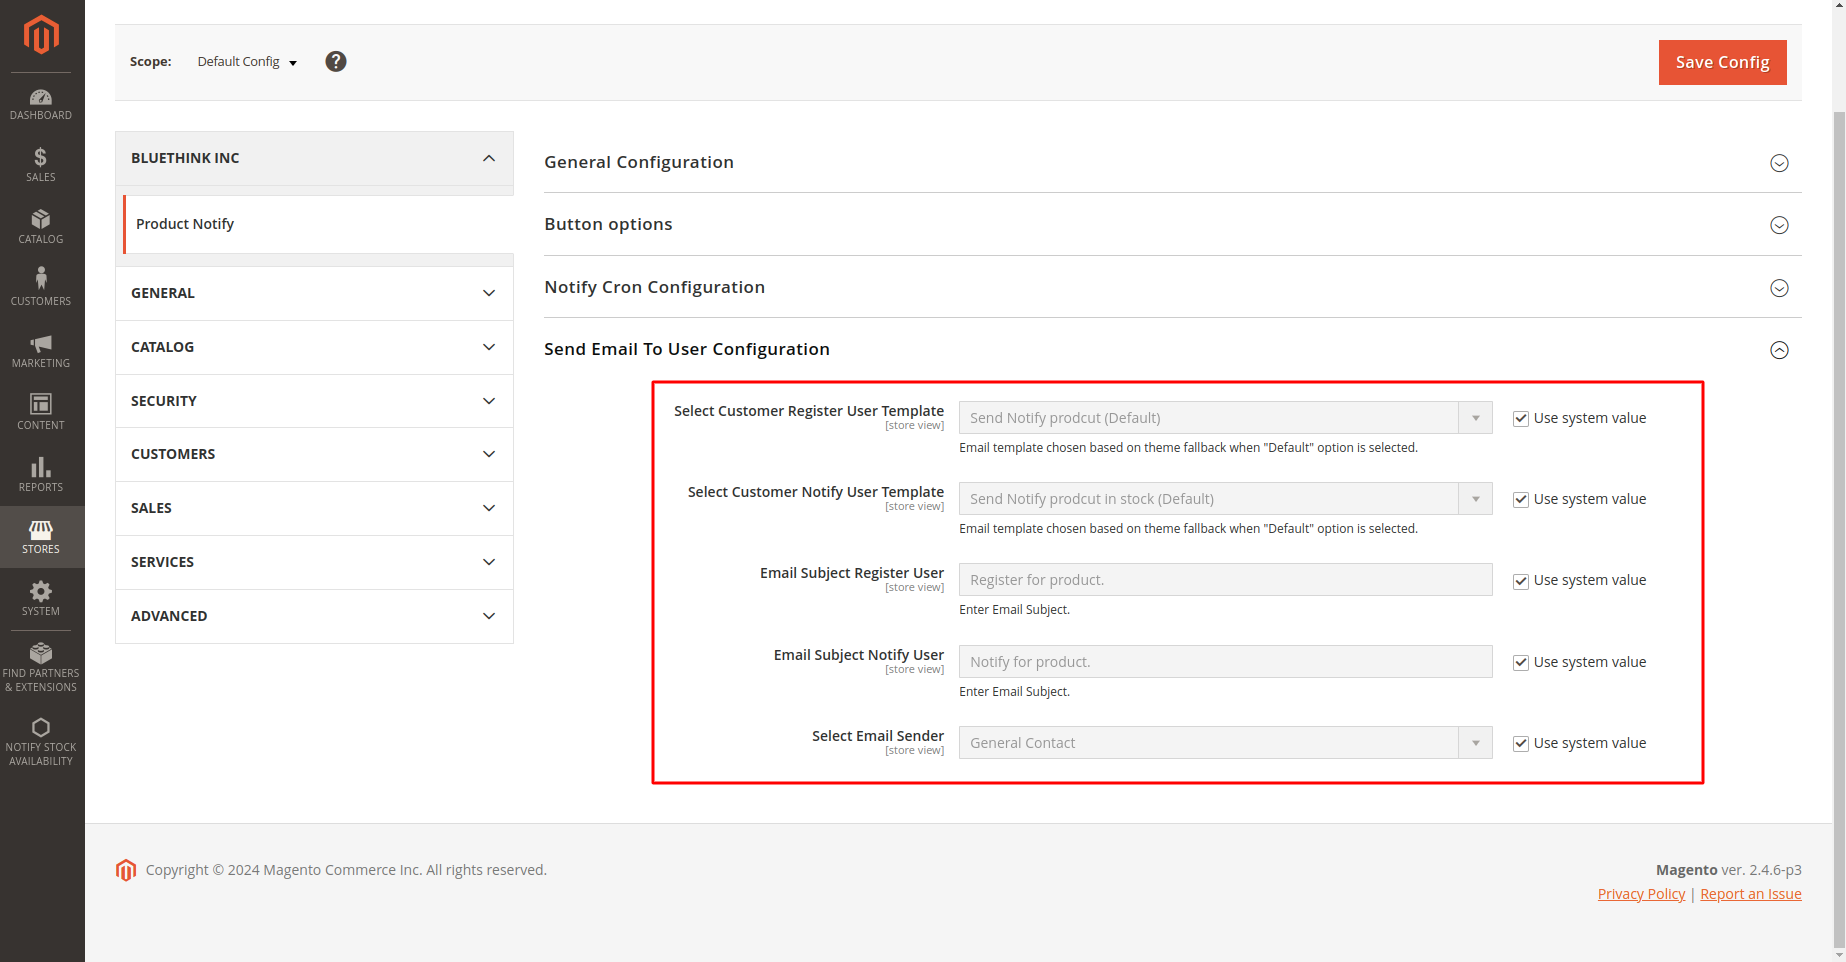 Scope: Default Config ?
Save Config
DASHBOARD
SALES
CATALOG
CUSTOMERS
MARKETING
CONTENT
REPORTS
STORES
SYSTEM
FIND PARTNERS
& EXTENSIONS
NOTIFY STOCK
AVAILABILITY
BLUETHINK INC
Product Notify
GENERAL
CATALOG
SECURITY
CUSTOMERS
SALES
SERVICES
ADVANCED
General Configuration
Button options
Notify Cron Configuration
Send Email To User Configuration
Select Customer Register User Template
[store view]
Send Notify prodcut (Default)
Use system value
Email template chosen based on theme fallback when "Default" option is selected.
Select Customer Notify User Template
[store view]
Send Notify prodcut in stock (Default)
Use system value
Email template chosen based on theme fallback when "Default" option is selected.
Email Subject Register User
[store view]
Register for product.
Use system value
Enter Email Subject.
Email Subject Notify User
[store view]
Notify for product.
Use system value
Enter Email Subject.
Select Email Sender
[store view]
General Contact
Use system value
Copyright © 2024 Magento Commerce Inc. All rights reserved.
Magento ver. 2.4.6-p3
Privacy Policy | Report an Issue